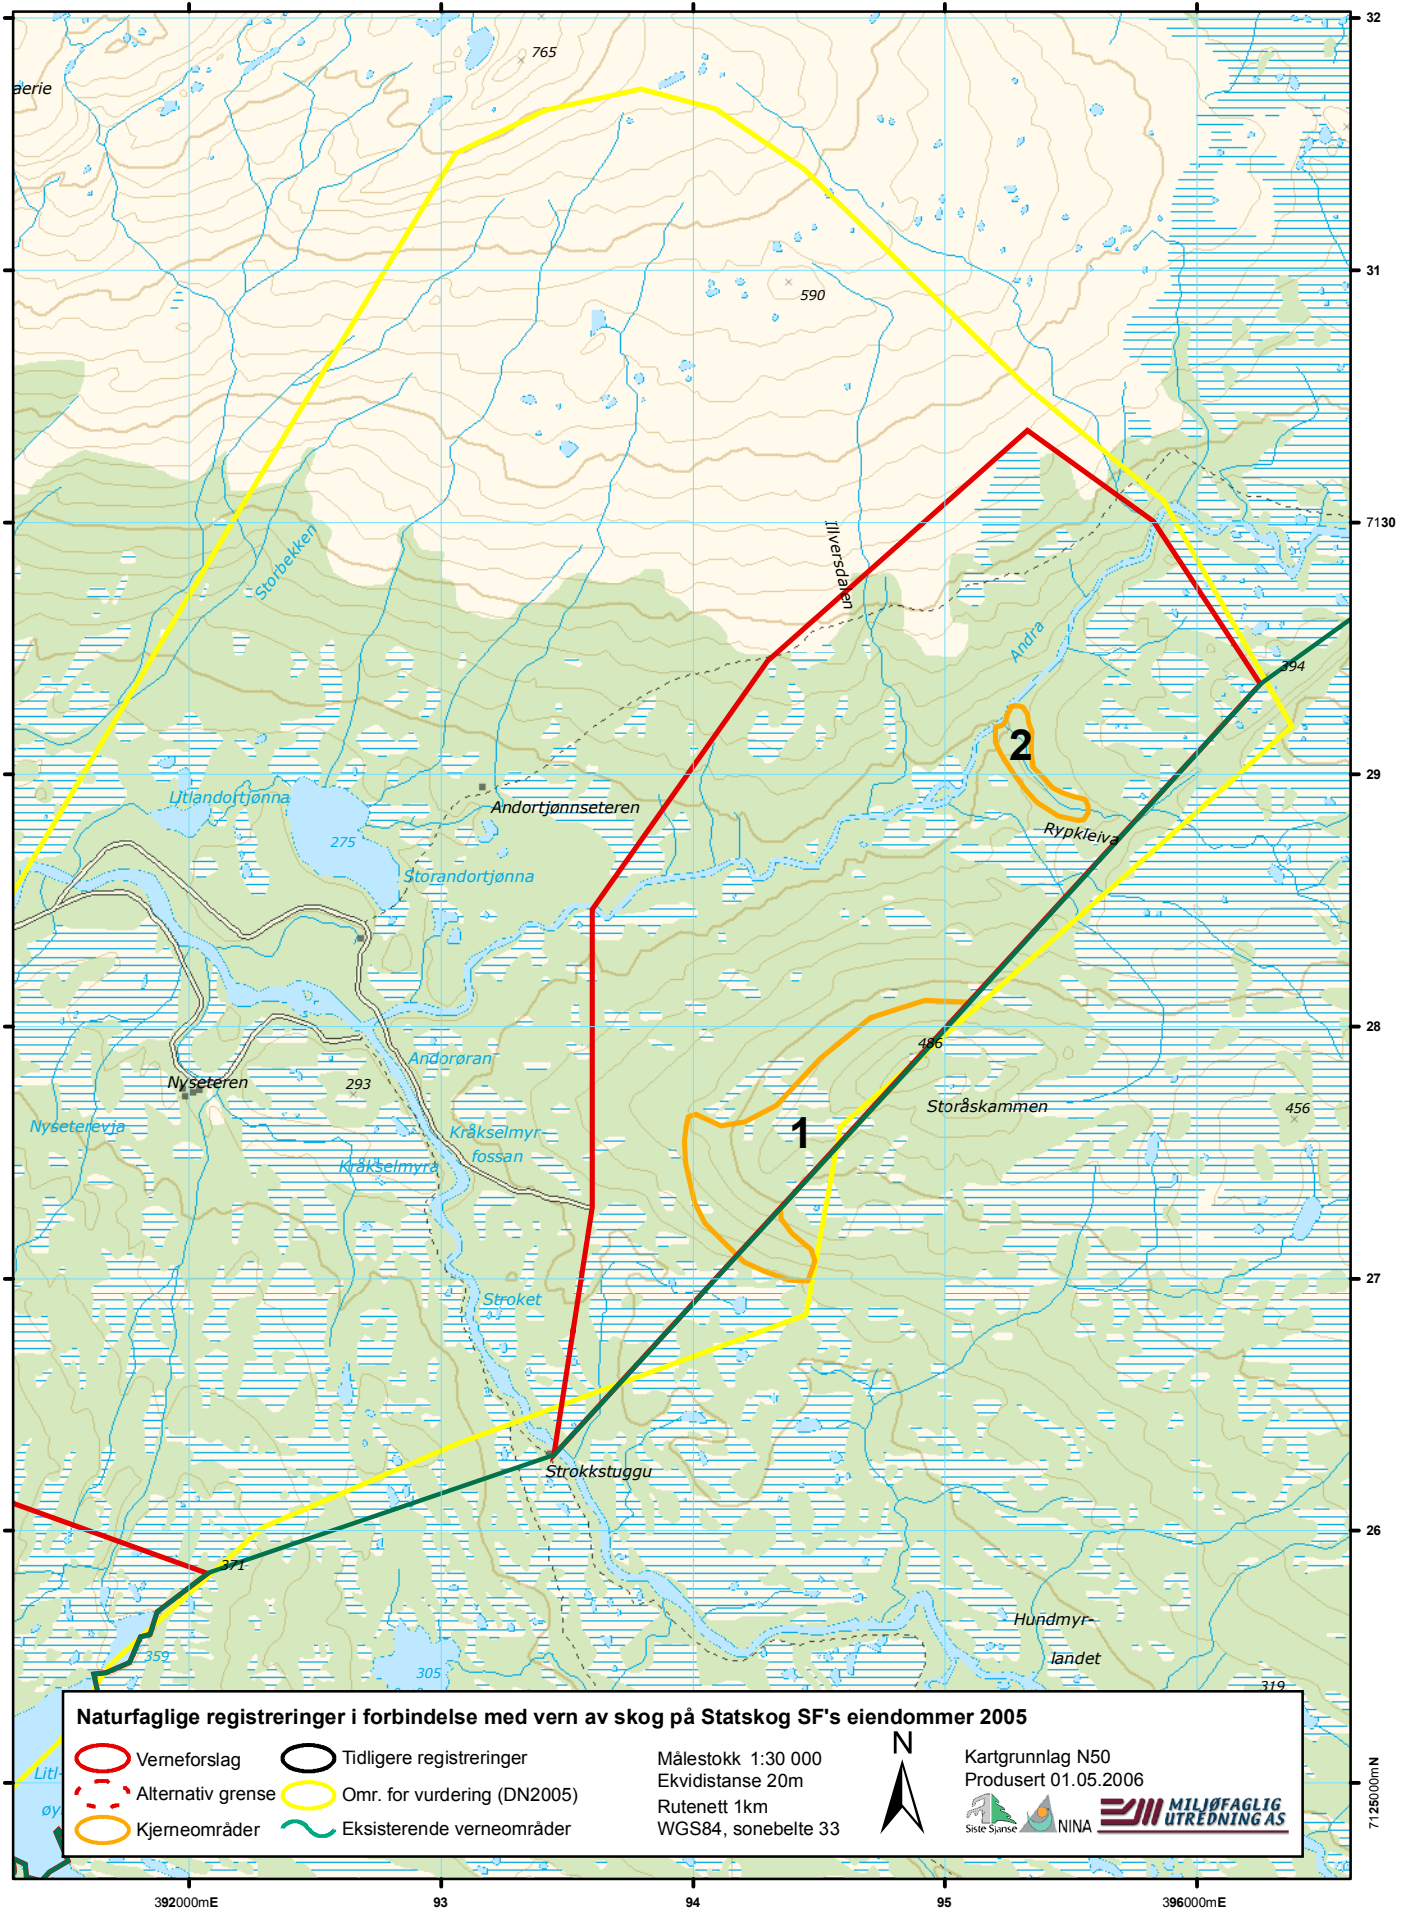 32
765
aerie
31
590
7130
Illversdalen
Storbekken
Andra
394
2
29
Litlandortjønna
Andortjønnseteren
Rypkleiva
275
Storandortjønna
28
486
Andorøran
Nyseteren
293
Storåskammen
456
Nyseterevja
1
Kråkselmyr-
fossan
Kråkselmyra
27
Stroket
Strokkstuggu
26
371
Hundmyr-
landet
359
305
319
Litl-
øy
Naturfaglige registreringer i forbindelse med vern av skog på Statskog SF's eiendommer 2005
Verneforslag
Alternativ grense
Kjerneområder
Tidligere registreringer
Omr. for vurdering (DN2005)
Eksisterende verneområder
Målestokk 1:30 000
Ekvidistanse 20m
Rutenett 1km
WGS84, sonebelte 33
N
Kartgrunnlag N50
Produsert 01.05.2006
Siste Sjanse
NINA
MILJØFAGLIG
UTREDNING AS
7125000mN
392000mE
93
94
95
396000mE